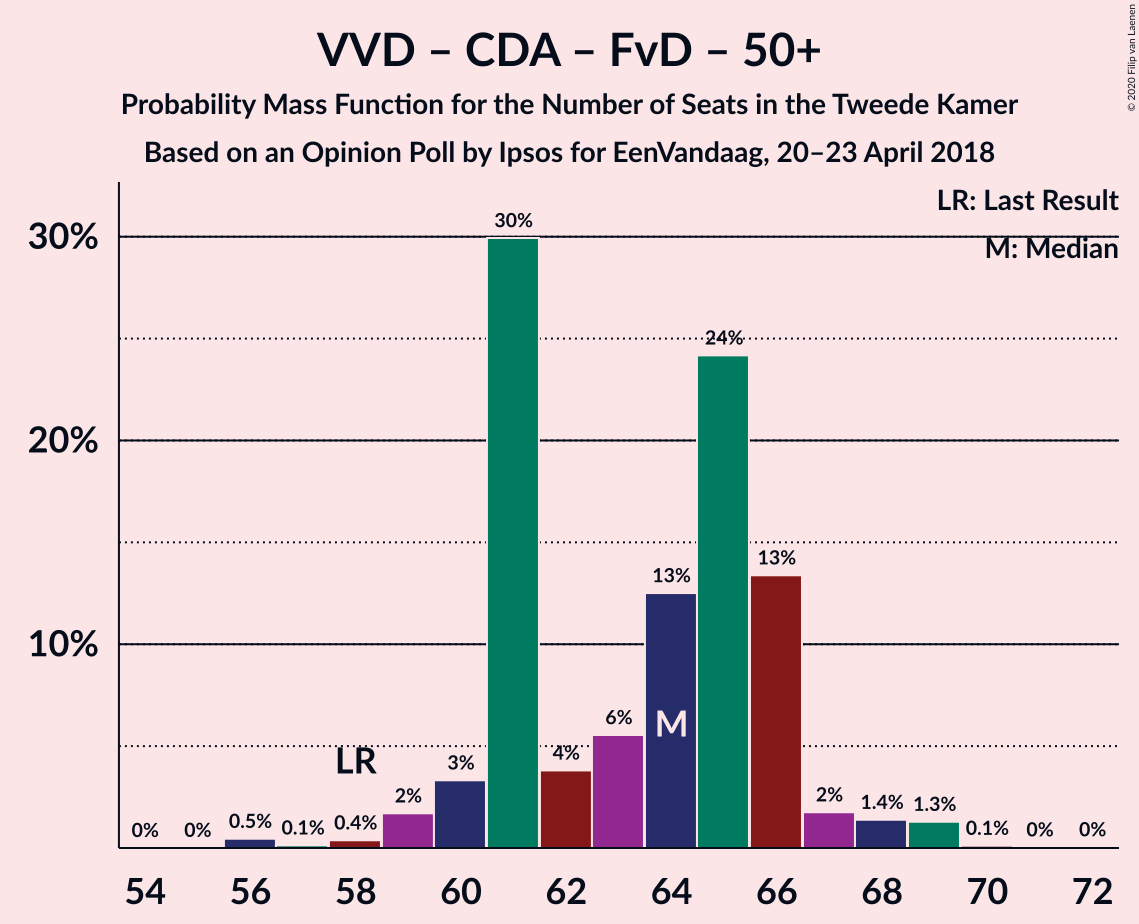 VVD – CDA – FvD – 50+
Probability Mass Function for the Number of Seats in the Tweede Kamer
Based on an Opinion Poll by Ipsos for EenVandaag, 20–23 April 2018
© 2020 Filip van Laenen
LR: Last Result
M: Median
30%
20%
10%
0% 0% 0.5% 0.1% 0.4% 2% 3% 30% 4% 6% 13% 24% 13% 2% 1.4% 1.3% 0.1% 0% 0%
LR
M
54 56 58 60 62 64 66 68 70 72